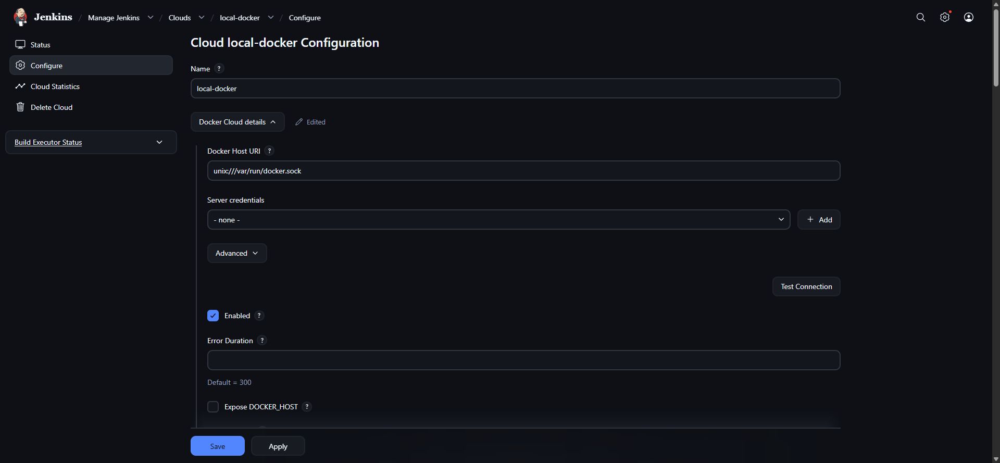 Jenkins / Manage Jenkins / Clouds / local-docker / Configure
Status
Configure
Cloud Statistics
Delete Cloud
Build Executor Status
Cloud local-docker Configuration
Name ?
local-docker
Docker Cloud details Edited
Docker Host URI ?
unix:///var/run/docker.sock
Server credentials
- none - + Add
Advanced
Test Connection
Enabled ?
Error Duration ?
Default = 300
Expose DOCKER_HOST ?
Save Apply